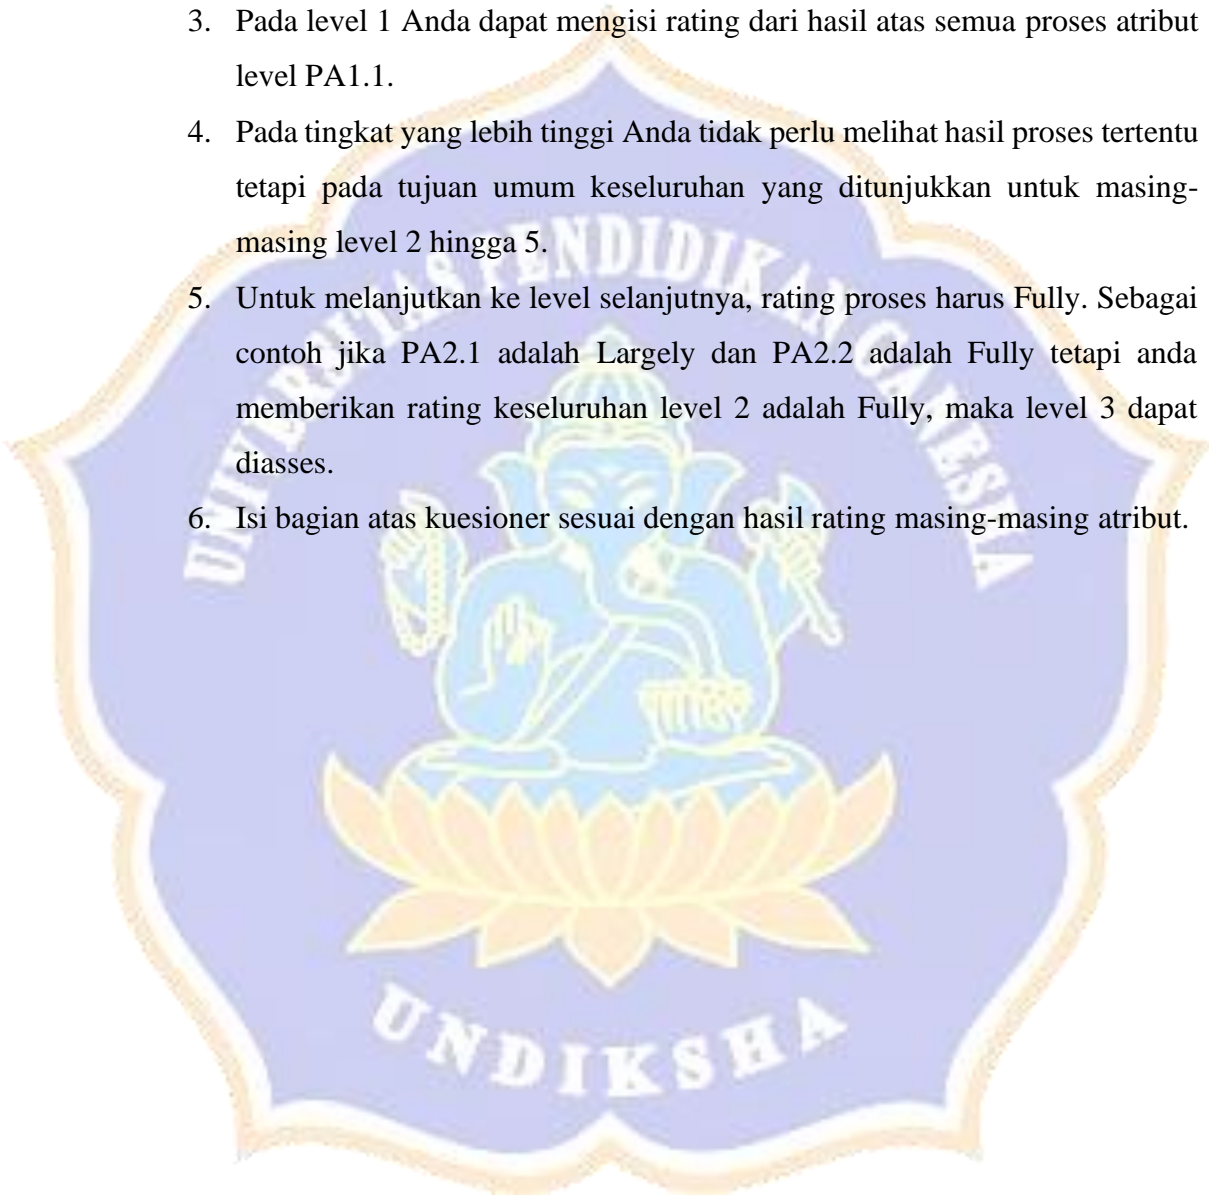 3. Pada level 1 Anda dapat mengisi rating dari hasil atas semua proses atribut
level PA1.1.
4. Pada tingkat yang lebih tinggi Anda tidak perlu melihat hasil proses tertentu
tetapi pada tujuan umum keseluruhan yang ditunjukkan untuk masing-
masing level 2 hingga 5.
5. Untuk melanjutkan ke level selanjutnya, rating proses harus Fully. Sebagai
contoh jika PA2.1 adalah Largely dan PA2.2 adalah Fully tetapi anda
memberikan rating keseluruhan level 2 adalah Fully, maka level 3 dapat
diasses.
6. Isi bagian atas kuesioner sesuai dengan hasil rating masing-masing atribut.
UNIVERSITAS PENDIDIKAN GANESHA
UNDIKSHA